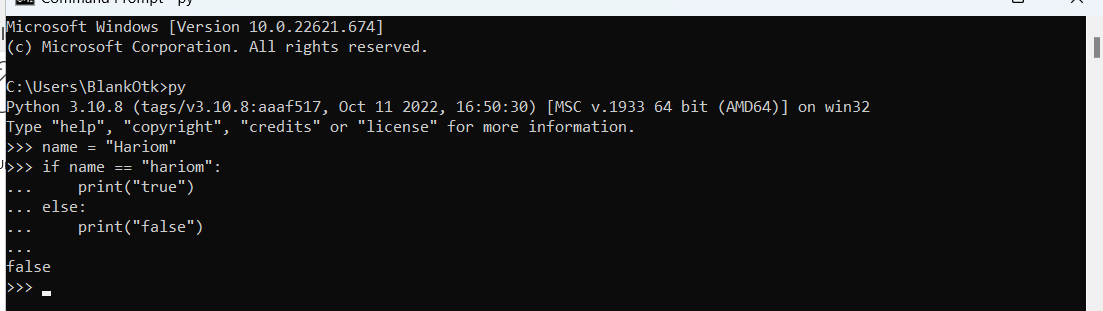 Command Prompt - py
Microsoft Windows [Version 10.0.22621.674]
(c) Microsoft Corporation. All rights reserved.
C:\Users\BlankOtk>py
Python 3.10.8 (tags/v3.10.8:aaaf517, Oct 11 2022, 16:50:30) [MSC v.1933 64 bit (AMD64)] on win32
Type "help", "copyright", "credits" or "license" for more information.
>>> name = "Hariom"
>>> if name == "hariom":
...     print("true")
... else:
...     print("false")
...
false
>>>